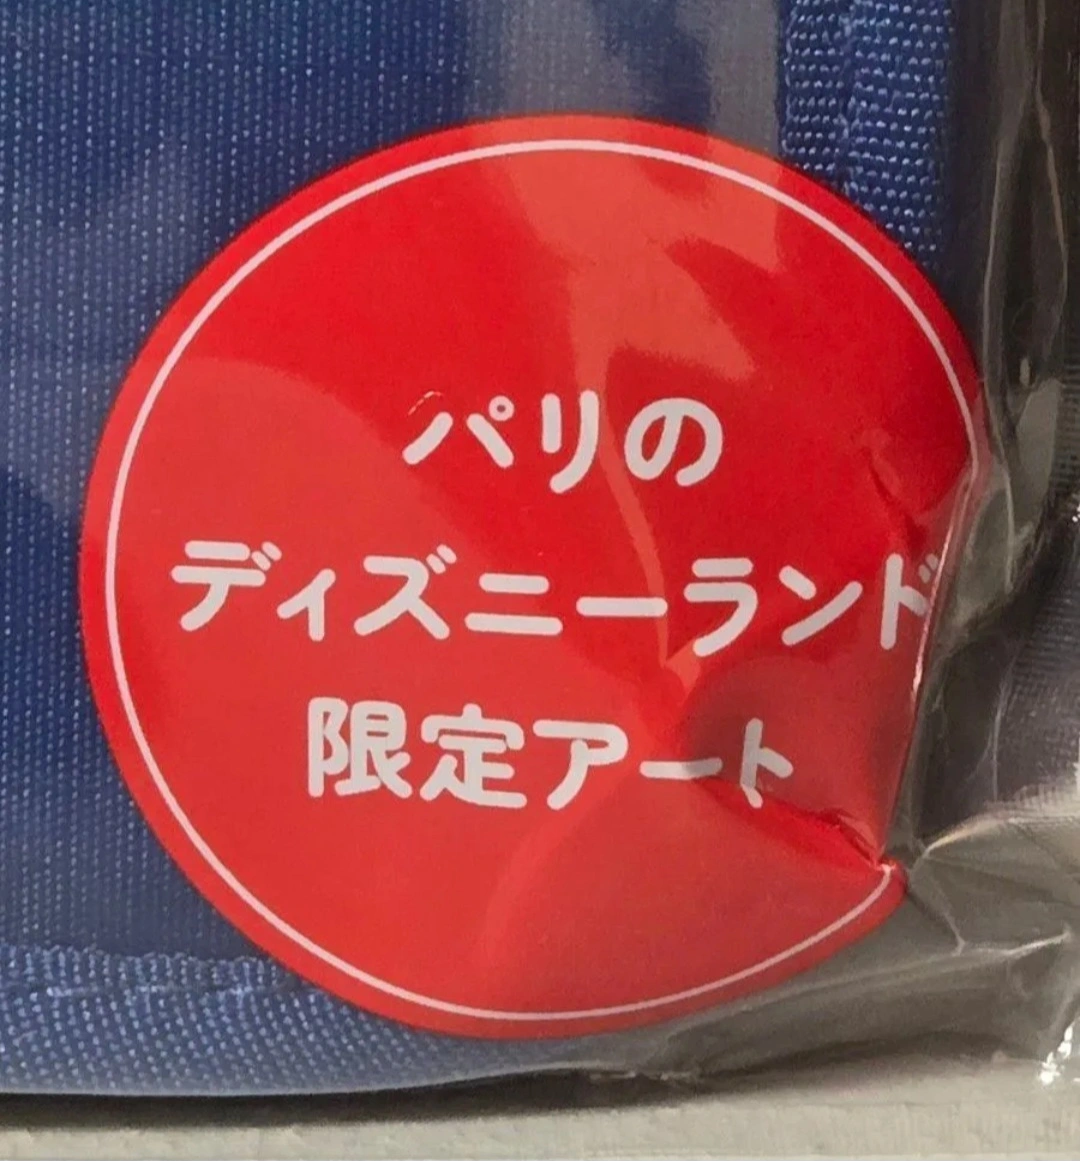 パリの
ディズニーランド
限定アート